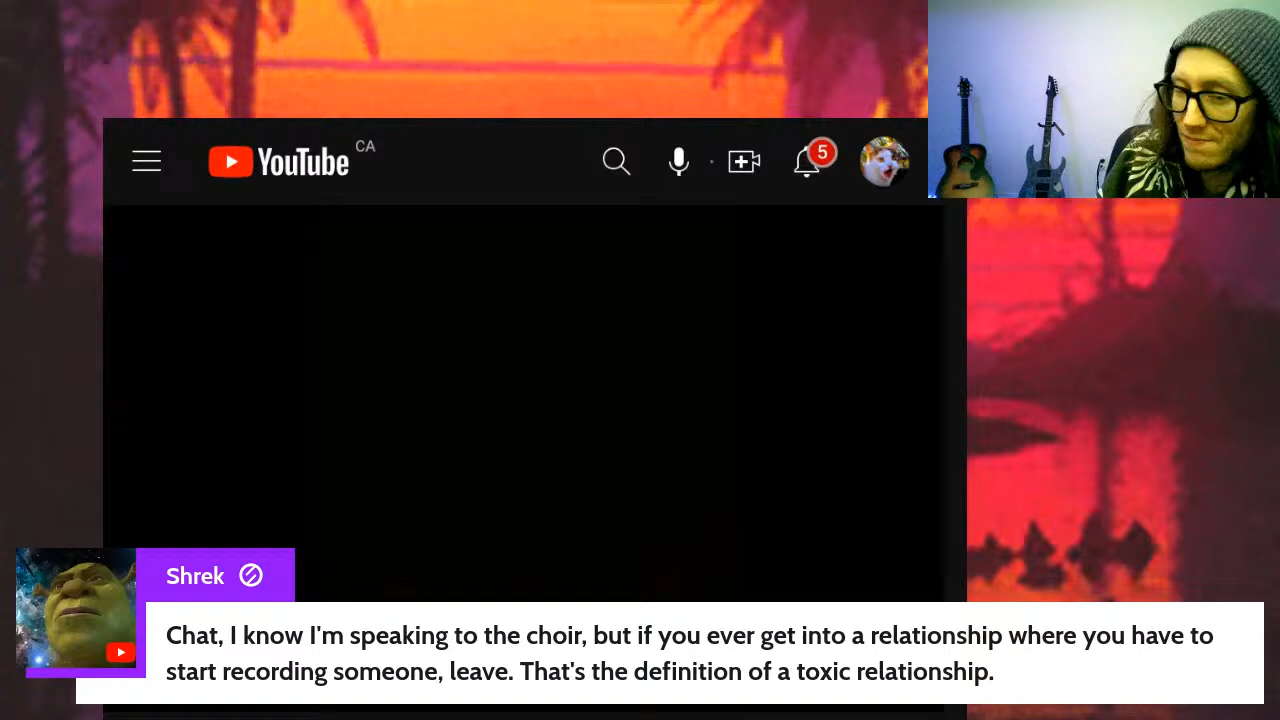 YouTube CA
5
Shrek
Chat, I know I'm speaking to the choir, but if you ever get into a relationship where you have to
start recording someone, leave. That's the definition of a toxic relationship.